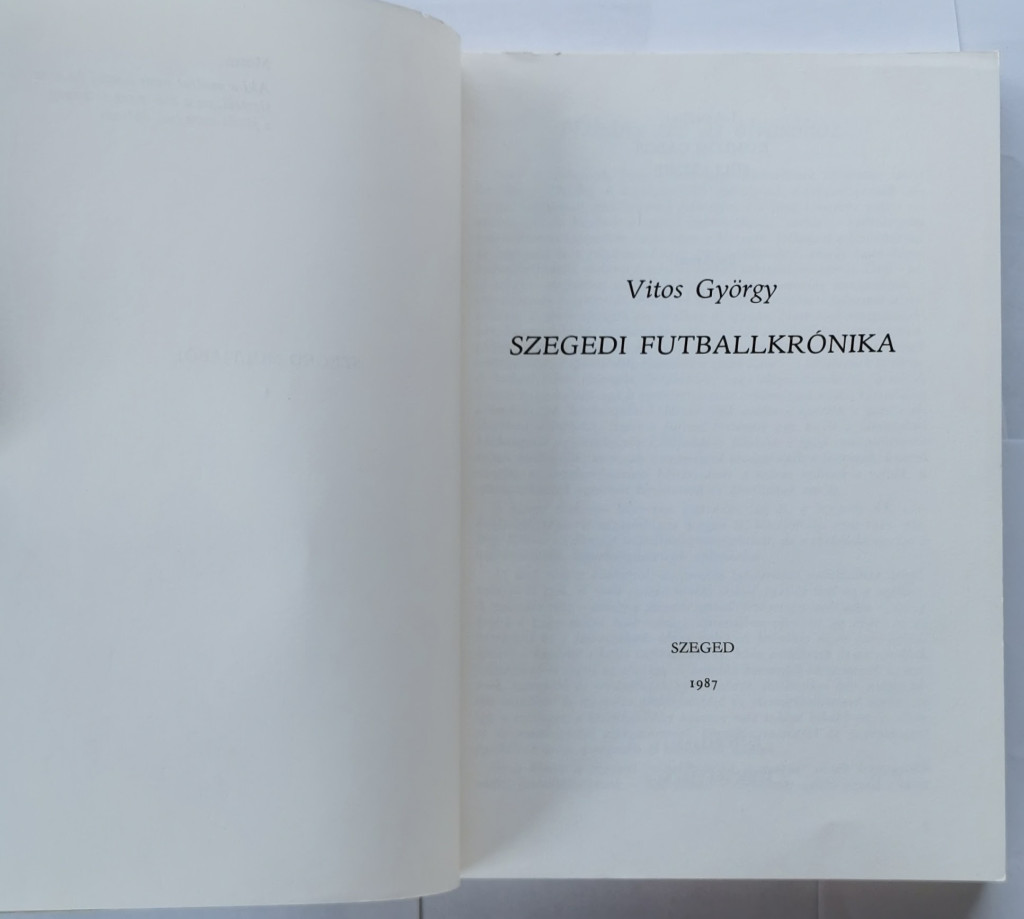 Vitos György
SZEGEDI FUTBALLKRÓNIKA
SZEGED
1987